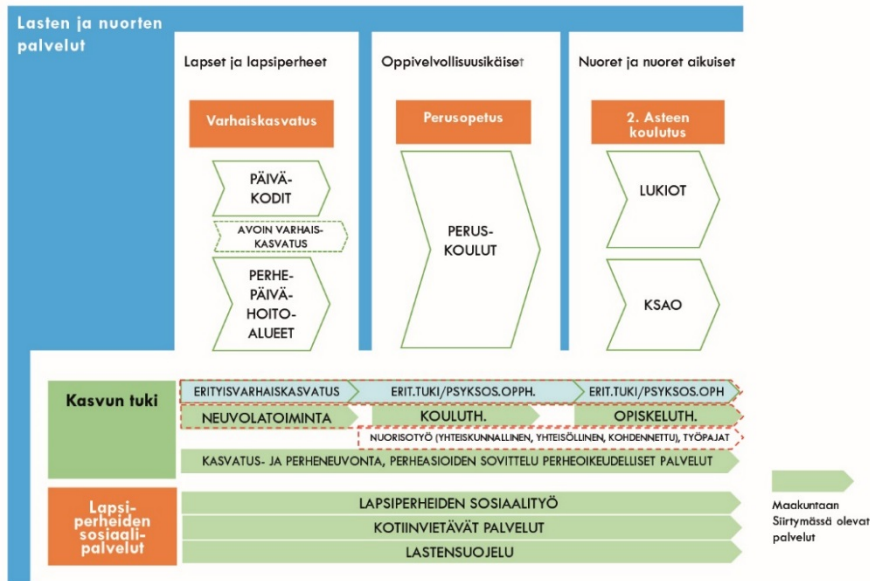 Lasten ja nuorten
palvelut
Lapset ja lapsiperheet
Oppivelvollisuusikäiset
Nuoret ja nuoret aikuiset
Varhaiskasvatus
Perusopetus
2. Asteen
koulutus
PÄIVÄ-
KODIT
AVOIN VARHAIS-
KASVATUS
PERHE-
PÄIVÄ-
HOITO-
ALUEET
PERUS-
KOULUT
LUKIOT
KSAO
Kasvun tuki
ERITYISVARHAISKASVATUS
ERIT.TUKI/PSYKSOS.OPPH.
ERIT.TUKI/PSYKSOS.OPH
NEUVOLATOIMINTA
KOULUTH.
OPISKELUTH.
NUORISOTYÖ (YHTEISKUNNALLINEN, YHTEISÖLLINEN, KOHDENNETTU), TYÖPAJAT
KASVATUS- JA PERHENEUVONTA, PERHEASIOIDEN SOVITTELU PERHEOIKEUDELLISET PALVELUT
Lapsi-
perheiden
sosiaali-
palvelut
LAPSIPERHEIDEN SOSIAALITYÖ
KOTIINVIETÄVÄT PALVELUT
LASTENSUOJELU
Maakuntaan
Siirtymässä olevat
palvelut